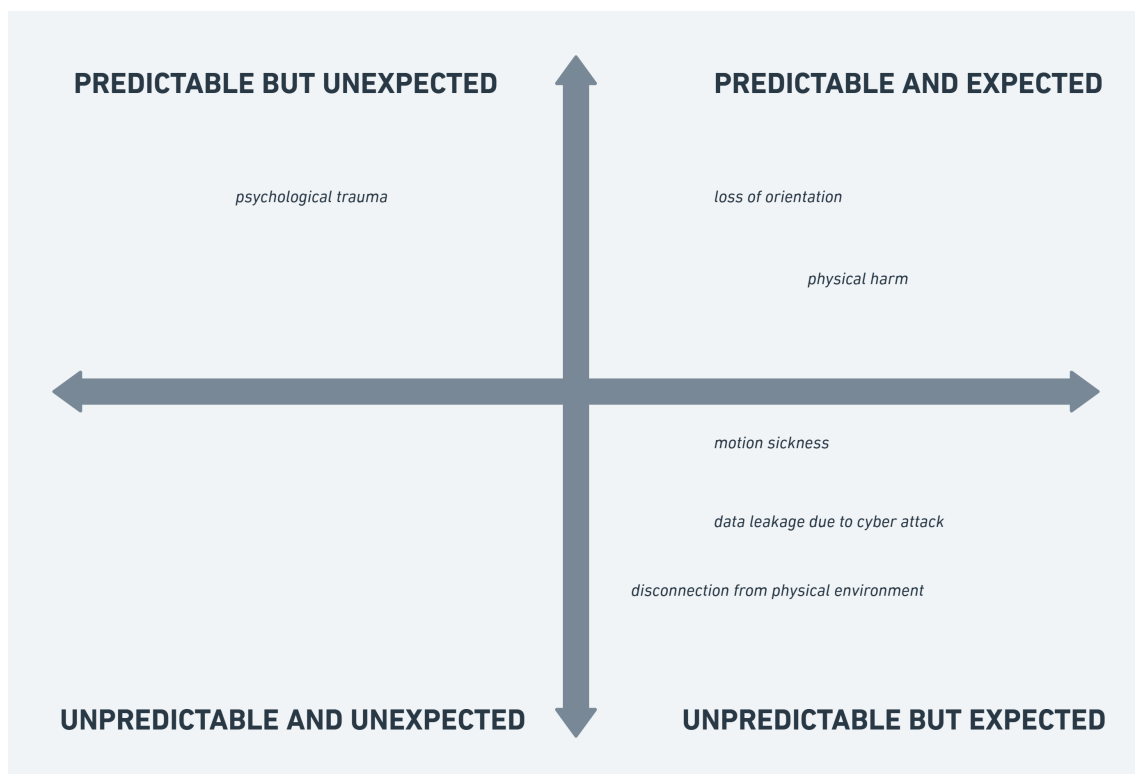 PREDICTABLE BUT UNEXPECTED
PREDICTABLE AND EXPECTED
psychological trauma
loss of orientation
physical harm
motion sickness
data leakage due to cyber attack
disconnection from physical environment
UNPREDICTABLE AND UNEXPECTED
UNPREDICTABLE BUT EXPECTED